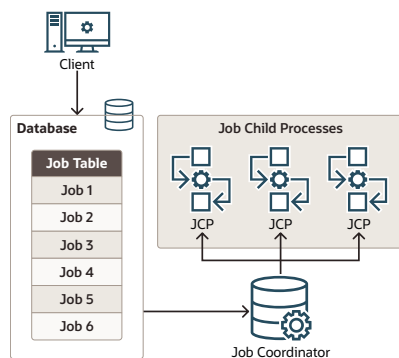 Client
Database
Job Table
Job 1
Job 2
Job 3
Job 4
Job 5
Job 6
Job Child Processes
JCP
JCP
JCP
Job Coordinator